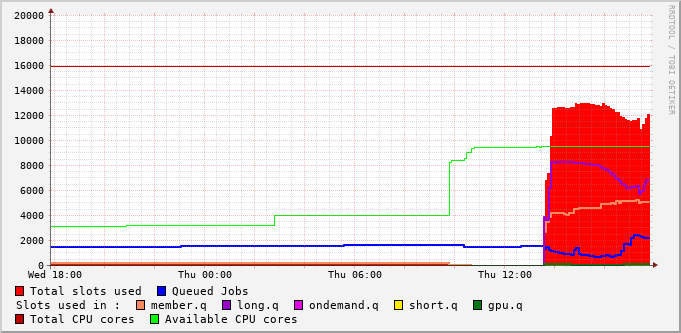 RRDTOOL / TOBI OETIKER
20000
18000
16000
14000
12000
10000
8000
6000
4000
2000
0
Wed 18:00 Thu 00:00 Thu 06:00 Thu 12:00
Total slots used Queued Jobs
Slots used in : member.q long.q ondemand.q short.q gpu.q
Total CPU cores Available CPU cores